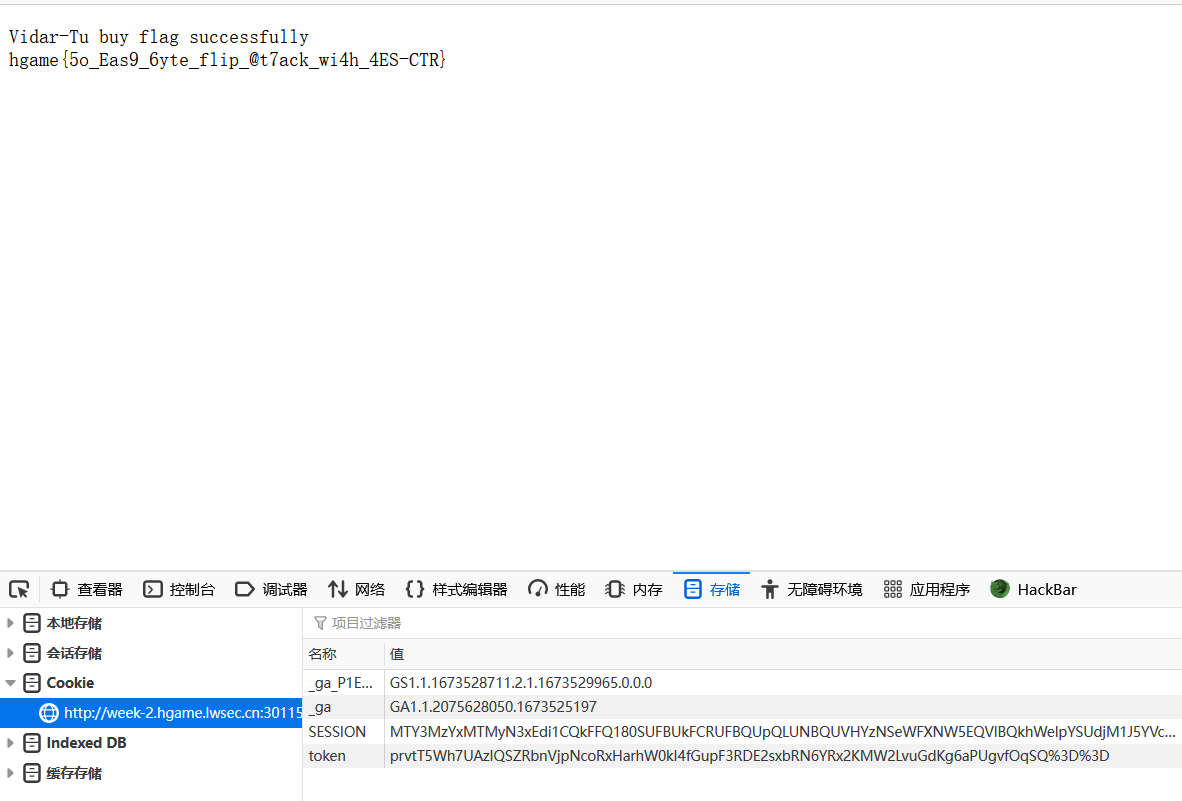 Vidar-Tu buy flag successfully
hgame{5o_Eas9_6yte_flip_@t7ack_wi4h_4ES-CTR}
查看器 控制台 调试器 网络 样式编辑器 性能 内存 存储 无障碍环境 应用程序 HackBar
本地存储
会话存储
Cookie
http://week-2.hgame.lwsec.cn:30115
Indexed DB
缓存存储
项目过滤器
名称 值
_ga_P1E... GS1.1.1673528711.2.1.1673529965.0.0.0
_ga GA1.1.2075628050.1673525197
SESSION MTY3MzYxMTMyN3xEdi1CQkFFQ180SUFBUkFCRUFBQUpQLUNBQUVHYzNSeWFXNW5EQVlBQkhWelpYSUdjM1J5YVc...
token prvtT5Wh7UAzIQSZRbnVjpNcoRxHarhW0kI4fGupF3RDE2sxbRN6YRx2KMW2LvuGdKg6aPUgvfOqSQ%3D%3D